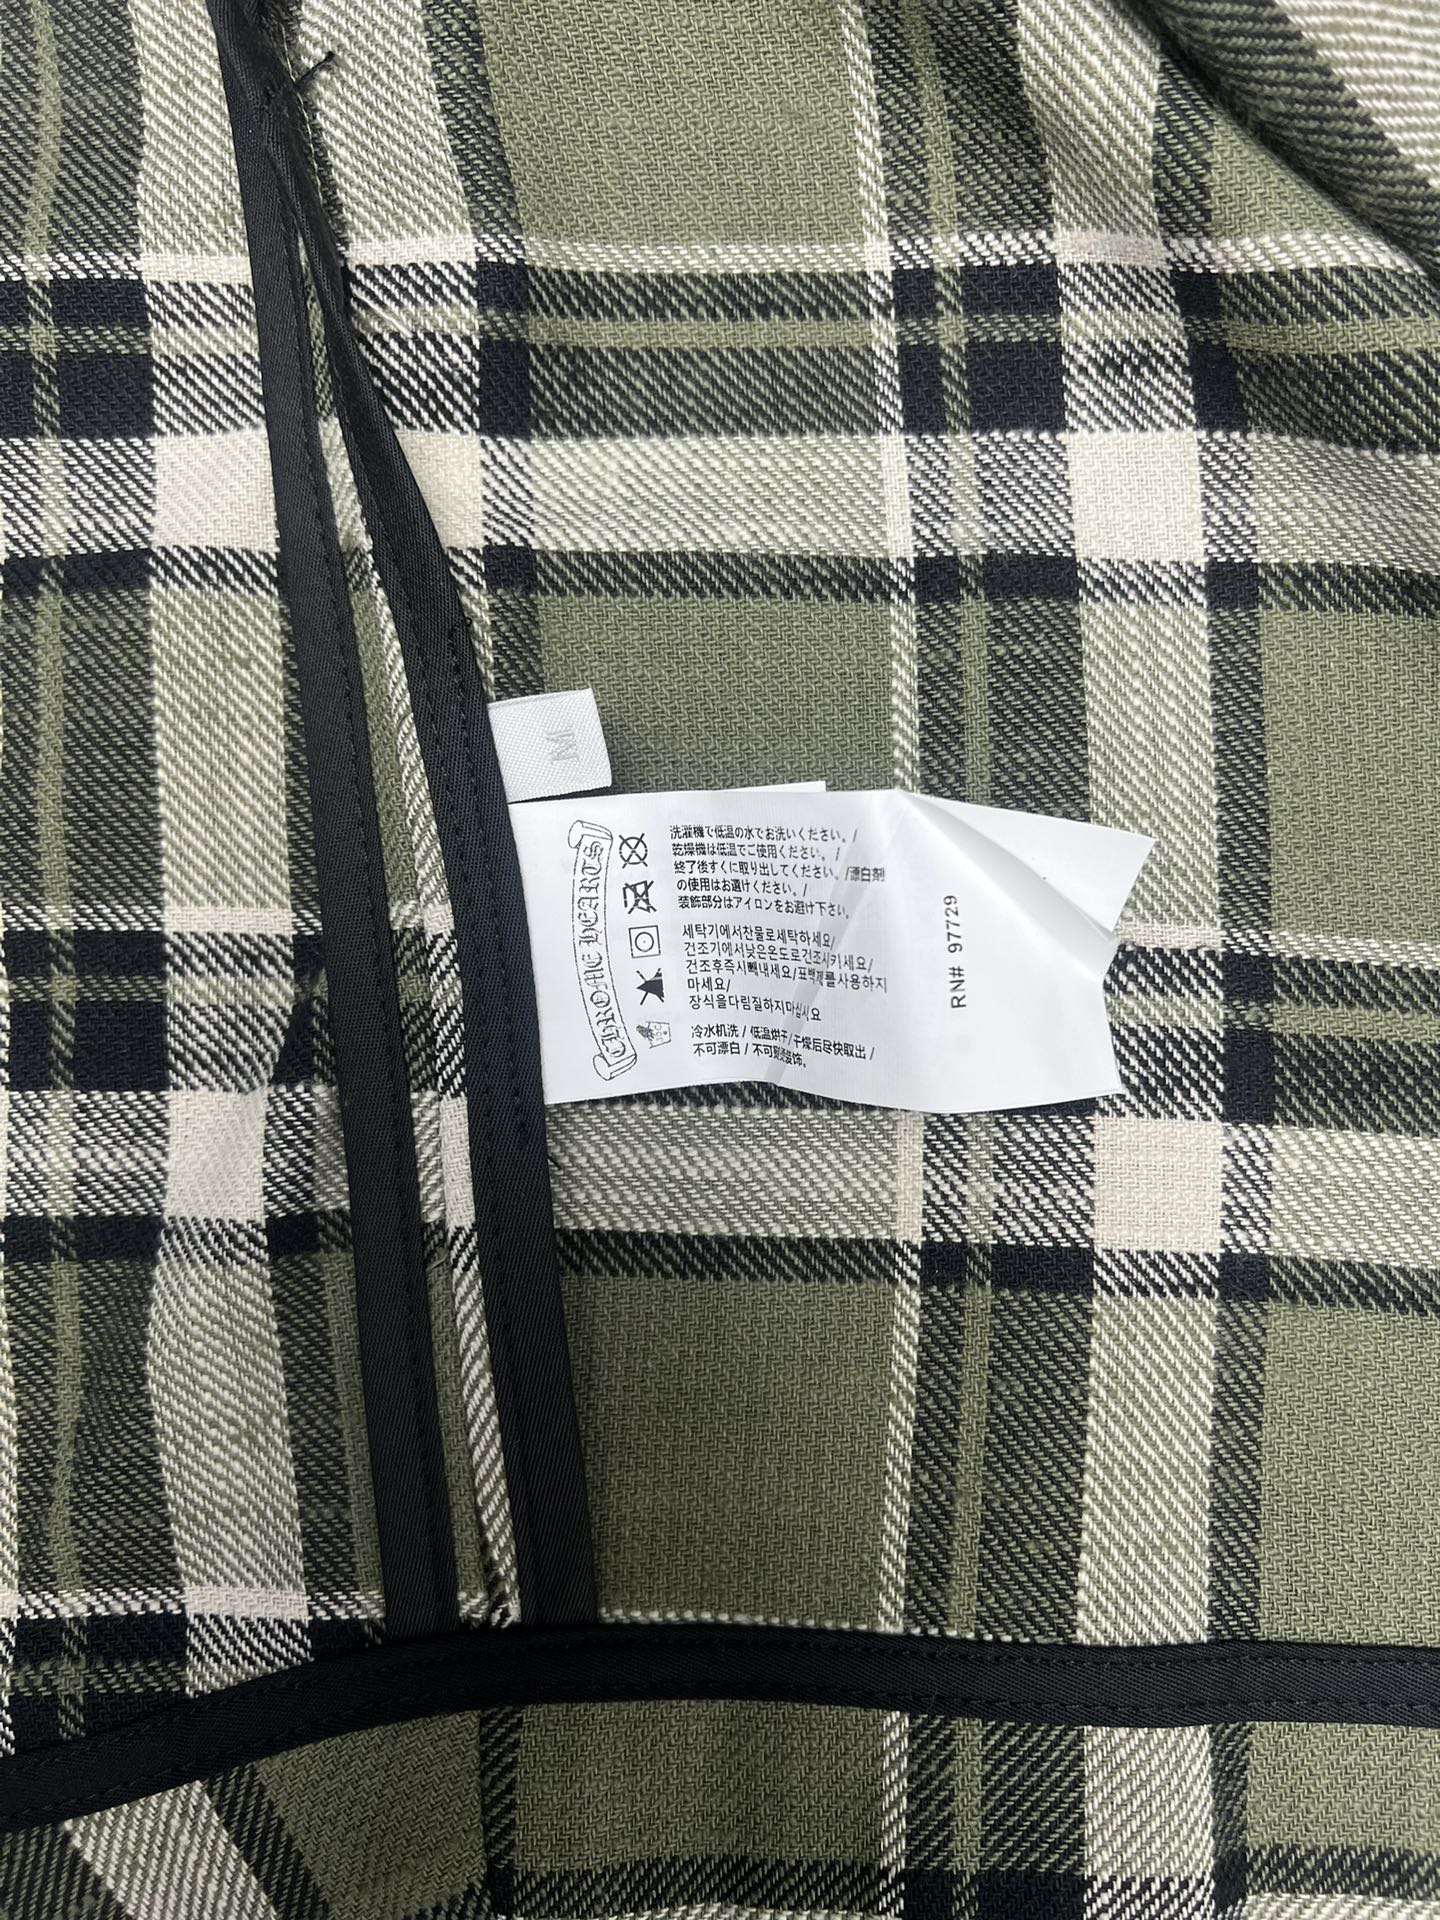 M
CHROME HEARTS
洗濯機で低温の水でお洗いください。/
乾燥機は低温でご使用ください。/
終了後すぐに取り出してください。/漂白剤
の使用はお避けください。/
装飾部分はアイロンをお避け下さい。
세탁기에서찬물로세탁하세요/
건조기에서낮은온도로건조시키세요/
건조후즉시빼내세요/표백제를사용하지
마세요/
장식을다림질하지마십시요
冷水机洗 / 低温烘干/干燥后尽快取出 /
不可漂白 / 不可熨烫装饰。
RN# 97729